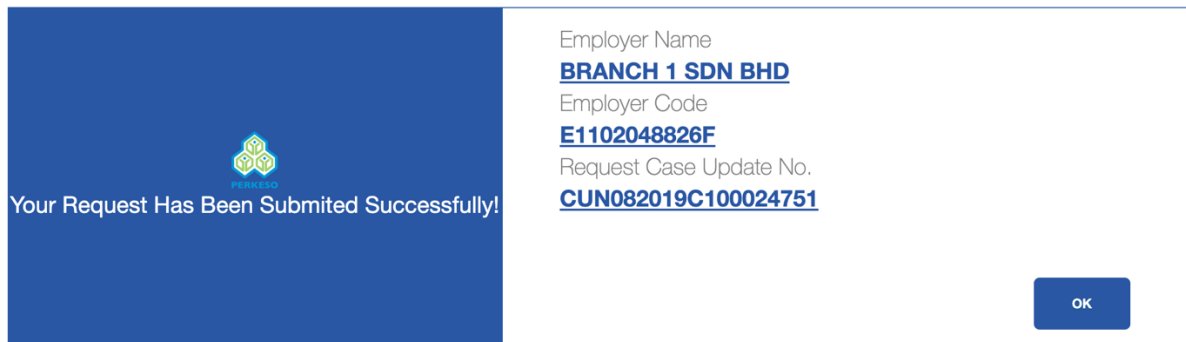 PERKESO
Your Request Has Been Submited Successfully!
Employer Name
BRANCH 1 SDN BHD
Employer Code
E1102048826F
Request Case Update No.
CUN082019C100024751
OK